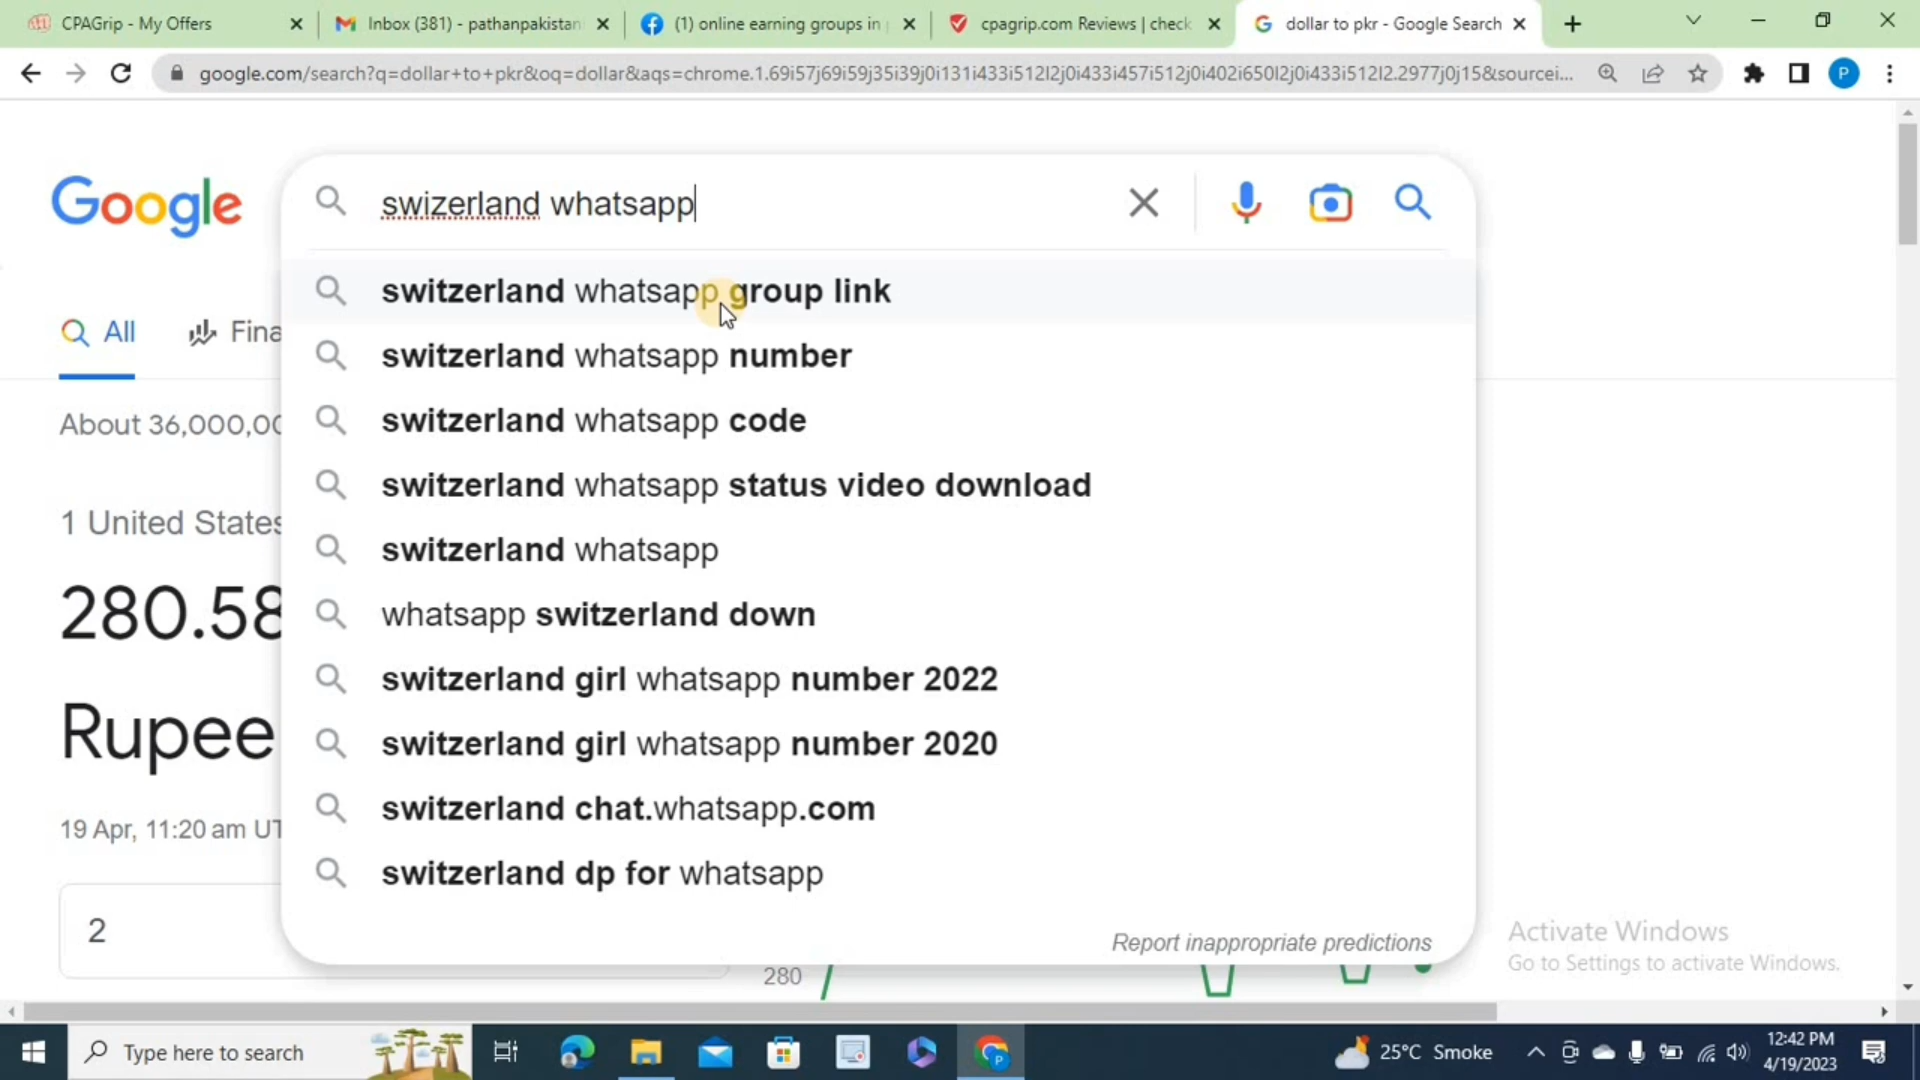 CPAGrip - My Offers
Inbox (381) - pathanpakistan
(1) online earning groups in p
cpagrip.com Reviews | check
dollar to pkr - Google Search
google.com/search?q=dollar+to+pkr&oq=dollar&aqs=chrome.1.69i57j69i59j35i39j0i131i433i512l2j0i433i457i512j0i402i650l2j0i433i512l2.2977j0j15&sourcei...
P
Google
swizerland whatsapp
switzerland whatsapp group link
All
Fina
switzerland whatsapp number
switzerland whatsapp code
About 36,000,00
switzerland whatsapp status video download
1 United States
switzerland whatsapp
280.58
whatsapp switzerland down
switzerland girl whatsapp number 2022
Rupee
switzerland girl whatsapp number 2020
switzerland chat.whatsapp.com
19 Apr, 11:20 am UT
switzerland dp for whatsapp
2
Report inappropriate predictions
280
Activate Windows
Go to Settings to activate Windows.
Type here to search
P
25°C Smoke
12:42 PM
4/19/2023